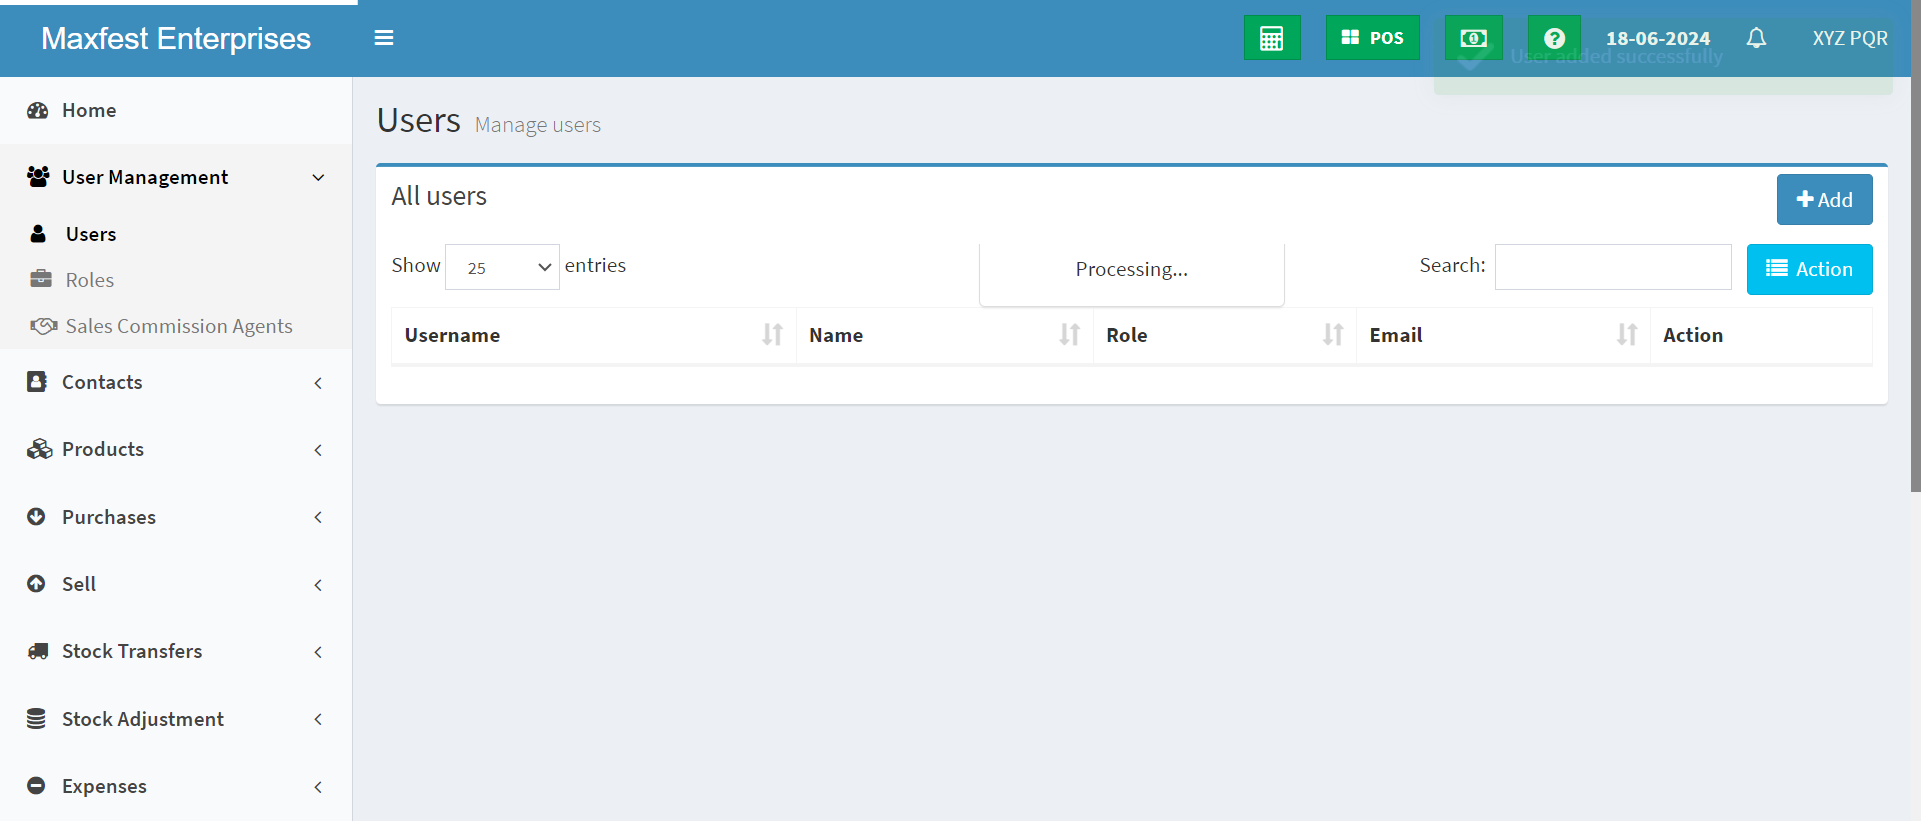 Maxfest Enterprises
POS
18-06-2024
XYZ PQR
User added successfully
Home
User Management
Users
Roles
Sales Commission Agents
Contacts
Products
Purchases
Sell
Stock Transfers
Stock Adjustment
Expenses
Users Manage users
All users
Add
Show 25 entries
Processing...
Search:
Action
Username Name Role Email Action